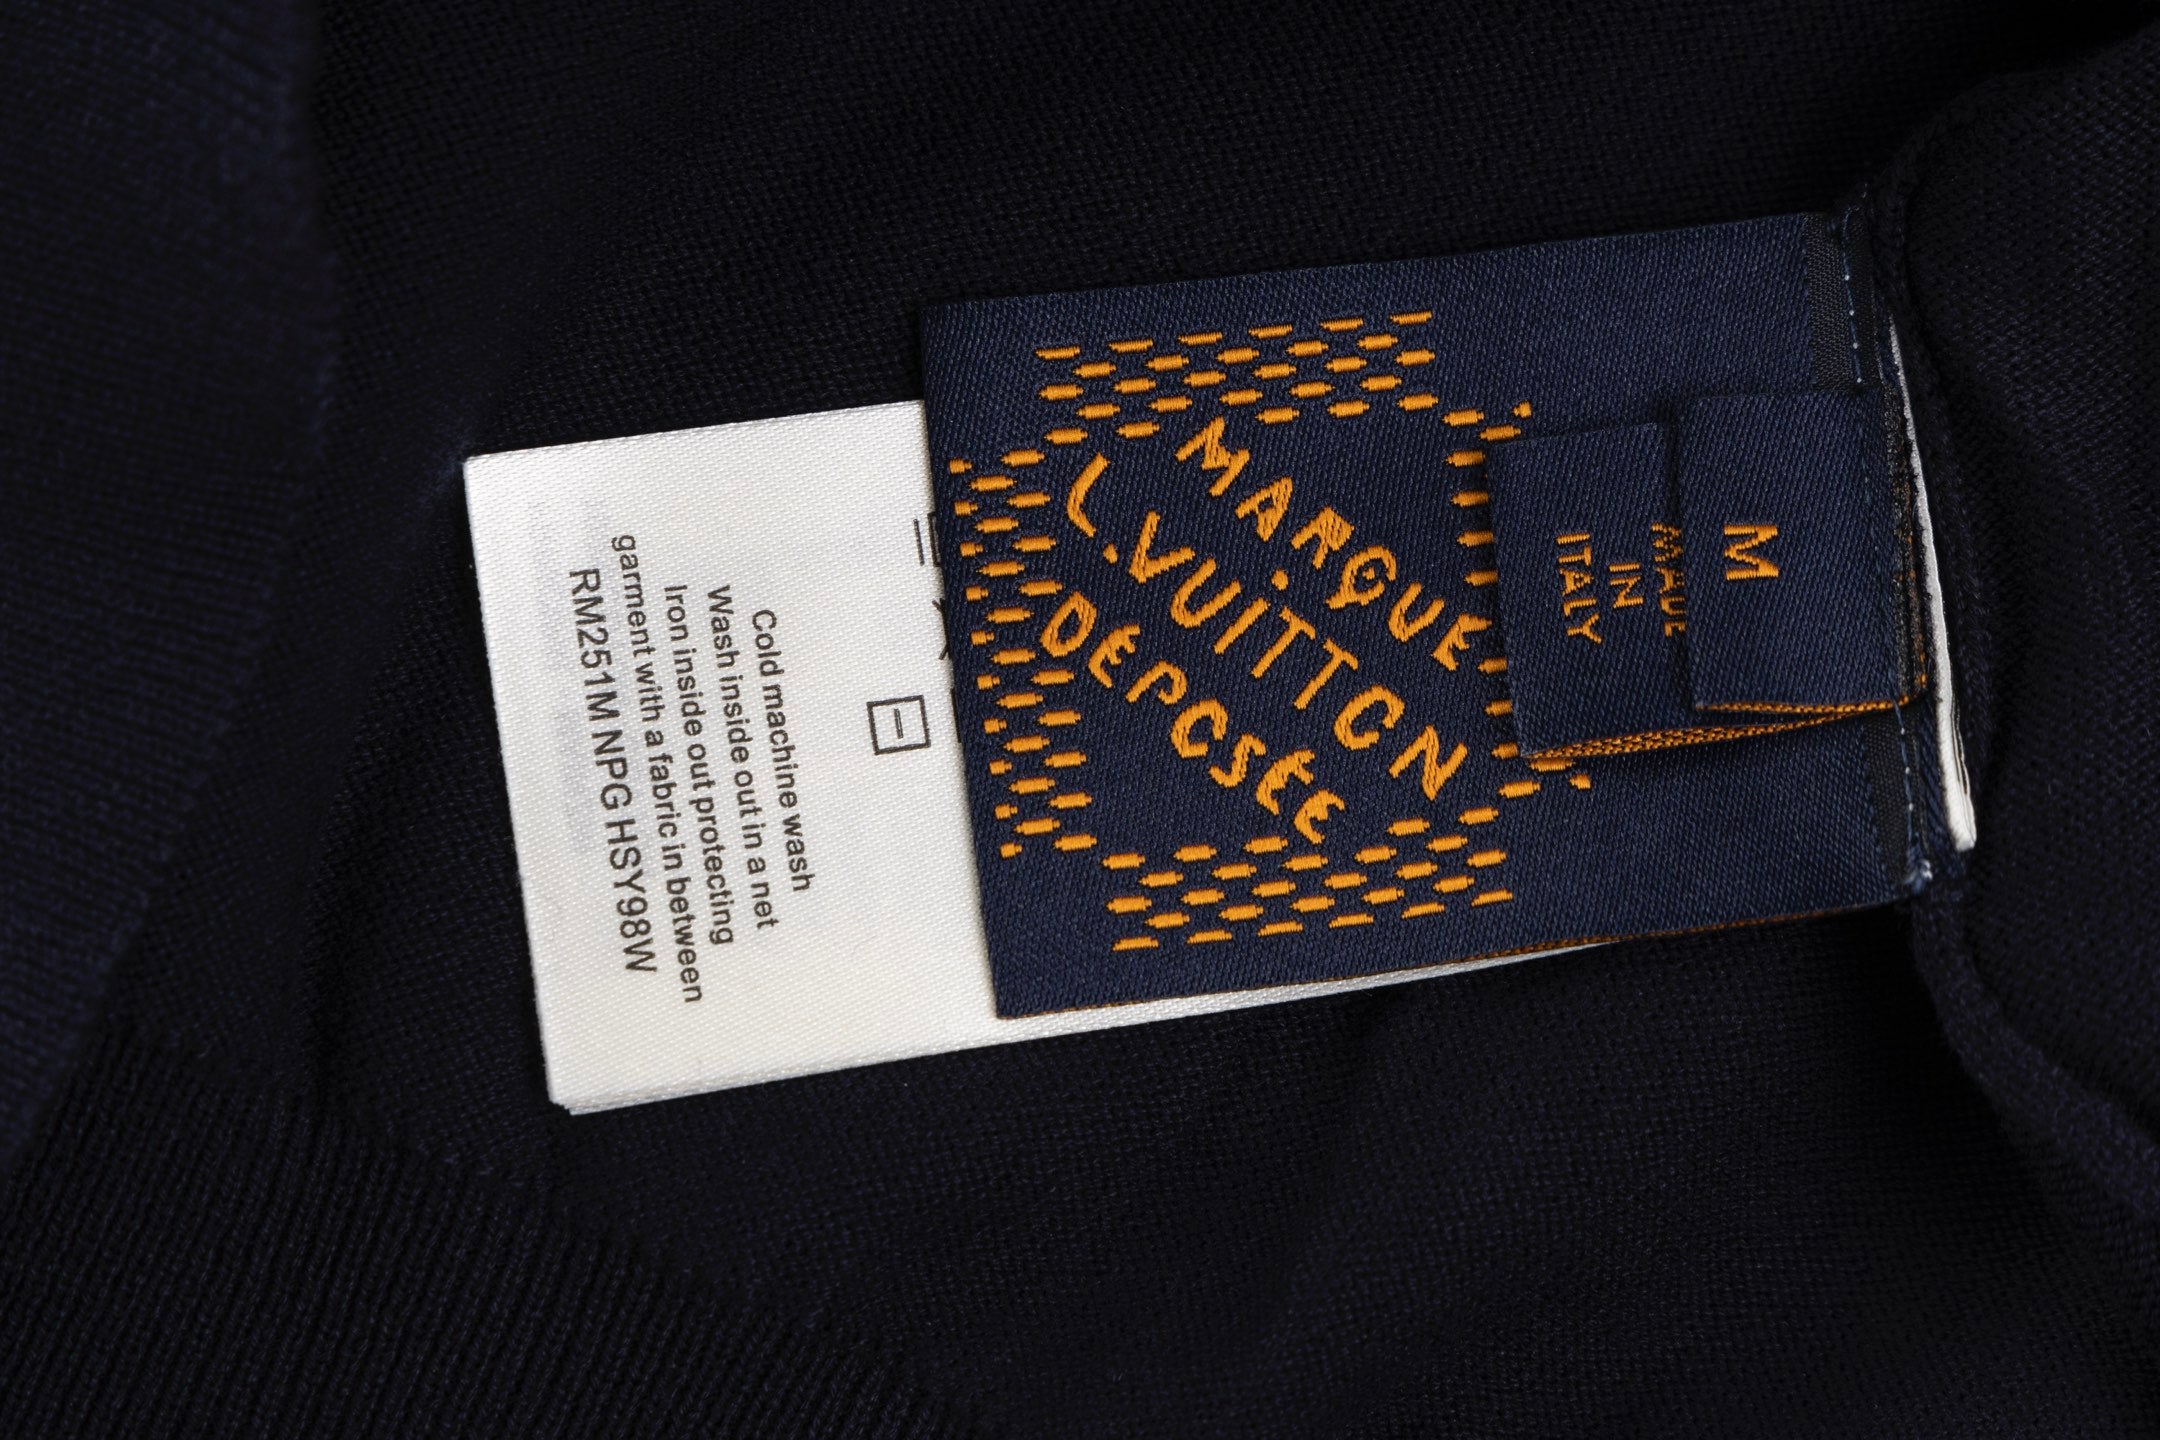 MARQUE
L.VUITTON
DÉPOSÉE
M
MADE
IN
ITALY
Cold machine wash
Wash inside out in a net
Iron inside out protecting
garment with a fabric in between
RM251M NPG HSY98W